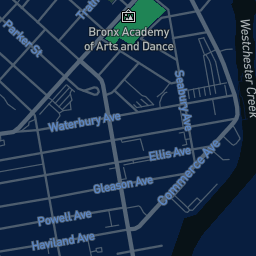 Parker St
Bronx Academy
of Arts and Dance
Westchester Creek
Seabury Ave
Waterbury Ave
Ellis Ave
Gleason Ave
Commerce Ave
Powell Ave
Haviland Ave